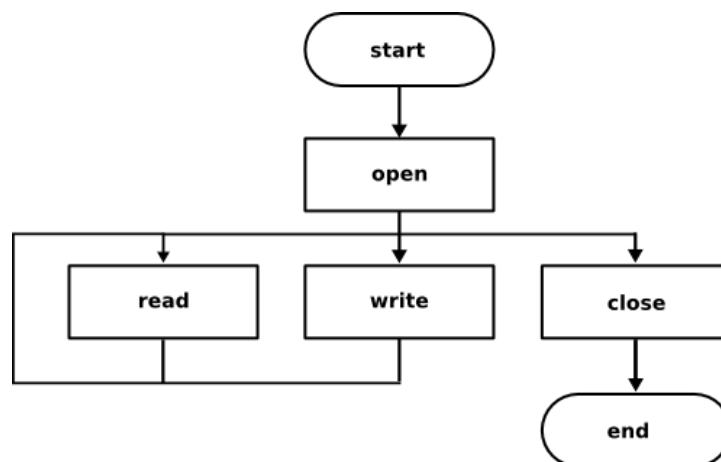 start
open
read
write
close
end